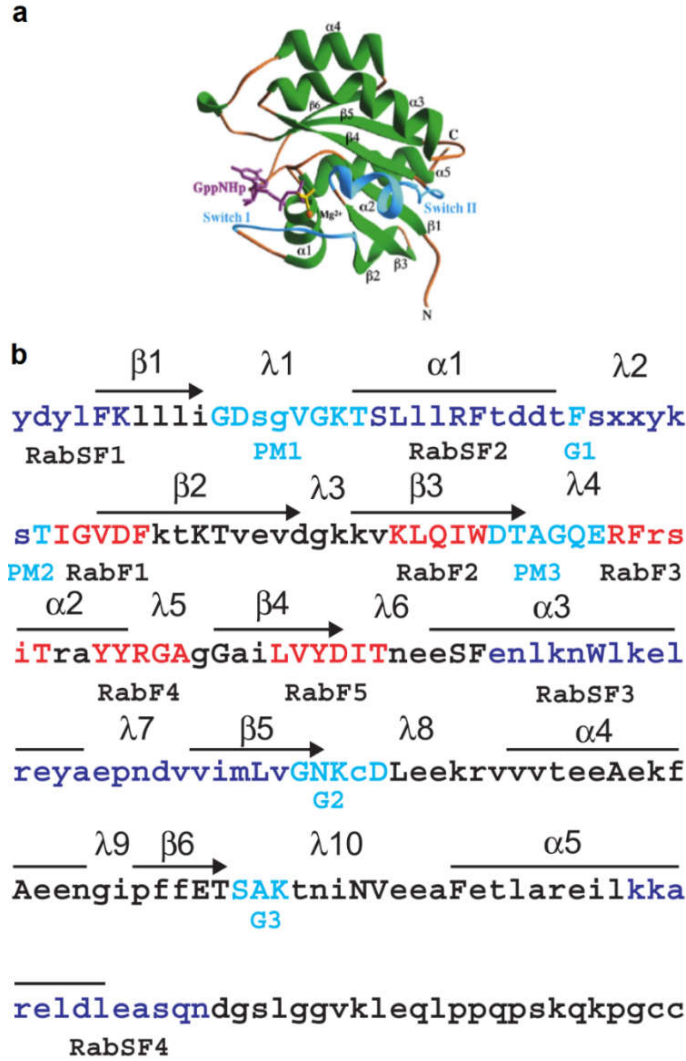 a
α4
β6
β5
α3
β4
C
α5
GppNHp
Mg²⁺
α2
Switch II
Switch I
β1
α1
β3
β2
N
b
β1 λ1 α1 λ2
ydylFKllliGDsgVGKTSLllRFtddtFsxxyk
RabSF1 PM1 RabSF2 G1
β2 λ3 β3 λ4
sTIGVDFktKTvevdgkkvKLQIWDTAGQERFrs
PM2 RabF1 RabF2 PM3 RabF3
α2 λ5 β4 λ6 α3
iTraYYRGAgGaiLVYDITneeSFenlknWlkel
RabF4 RabF5 RabSF3
λ7 β5 λ8 α4
reyaepndvvimLvGNKcDLeekrvvvteeAekf
G2
λ9 β6 λ10 α5
AeengipffETSAKtniNVeeaFetlareilkka
G3
reldleasqndgslggvkleqlppqpskqkpgcc
RabSF4